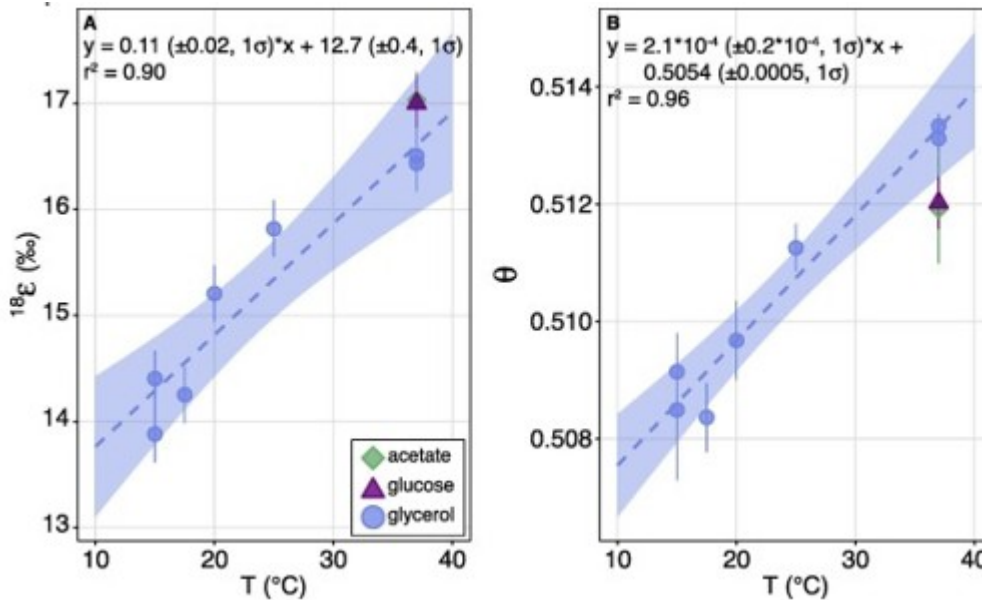 A
y = 0.11 (±0.02, 1σ)*x + 12.7 (±0.4, 1σ)
r² = 0.90
17
16
15
14
13
¹⁸ε (‰)
acetate
glucose
glycerol
10 20 30 40
T (°C)
B
y = 2.1*10⁻⁴ (±0.2*10⁻⁴, 1σ)*x +
0.5054 (±0.0005, 1σ)
r² = 0.96
0.514
0.512
0.510
0.508
θ
10 20 30 40
T (°C)